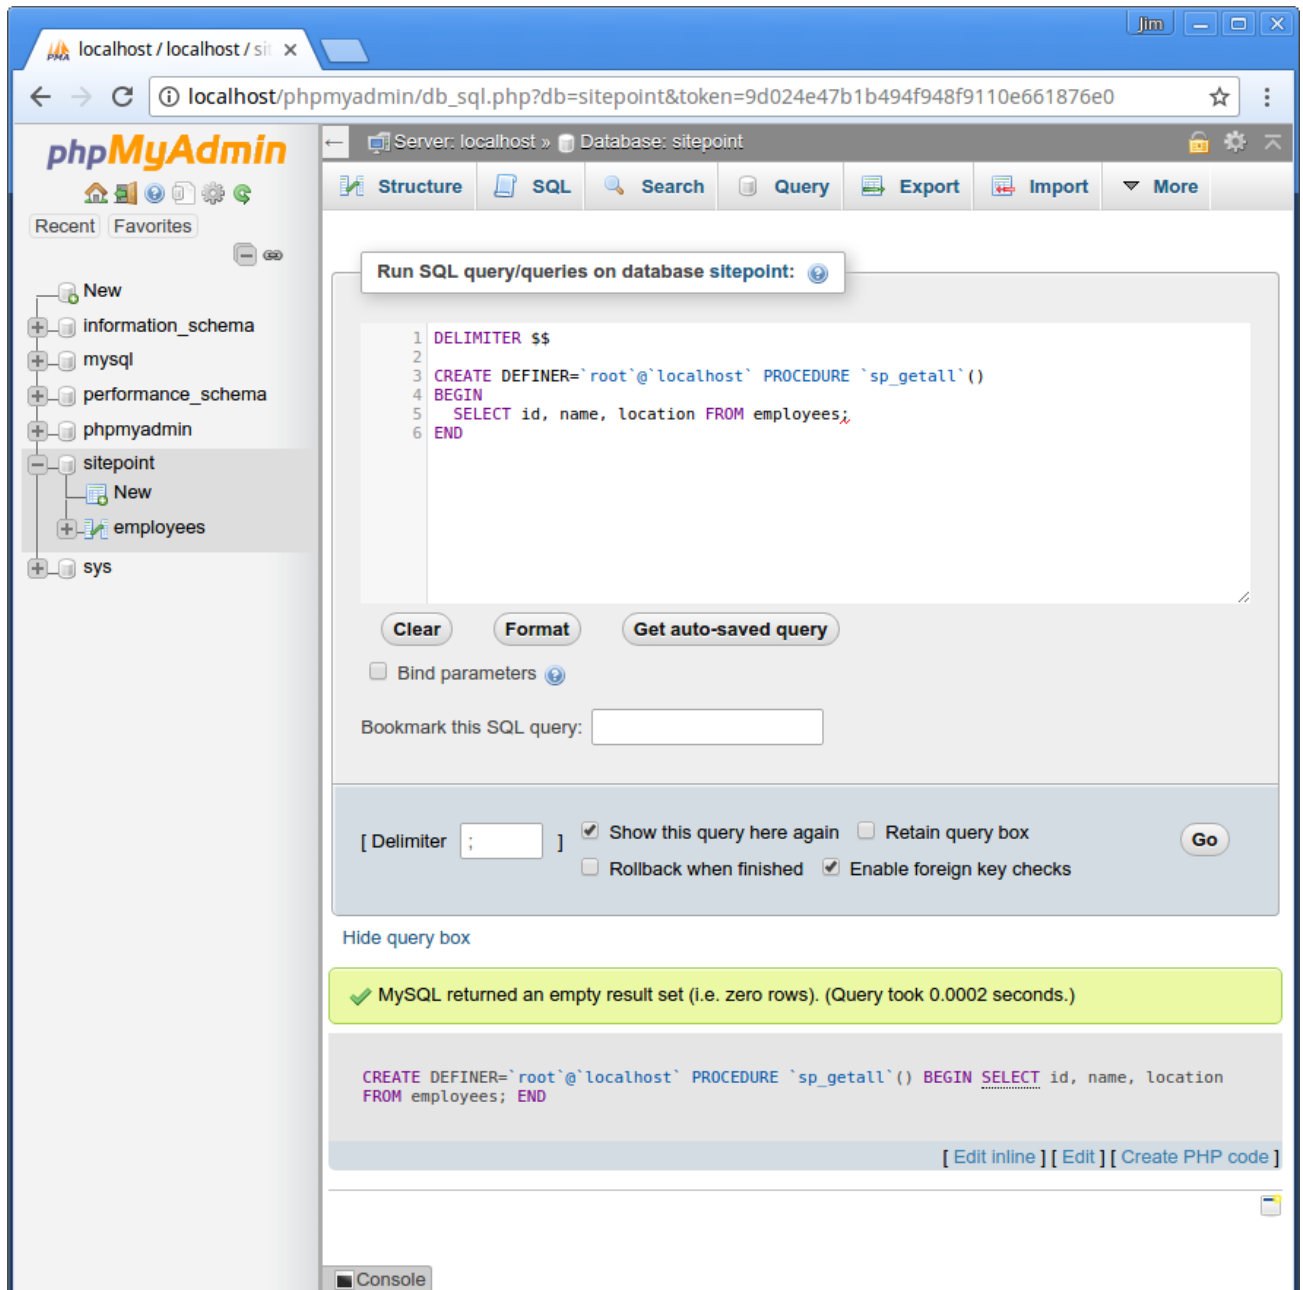 Jim
localhost / localhost / sit
localhost/phpmyadmin/db_sql.php?db=sitepoint&token=9d024e47b1b494f948f9110e661876e0
phpMyAdmin
Recent Favorites
New
information_schema
mysql
performance_schema
phpmyadmin
sitepoint
New
employees
sys
Server: localhost » Database: sitepoint
Structure SQL Search Query Export Import More
Run SQL query/queries on database sitepoint:
1 DELIMITER $$
2
3 CREATE DEFINER=`root`@`localhost` PROCEDURE `sp_getall`()
4 BEGIN
5 SELECT id, name, location FROM employees;
6 END
Clear Format Get auto-saved query
Bind parameters
Bookmark this SQL query:
[ Delimiter ; ] Show this query here again Retain query box
Rollback when finished Enable foreign key checks
Go
Hide query box
MySQL returned an empty result set (i.e. zero rows). (Query took 0.0002 seconds.)
CREATE DEFINER=`root`@`localhost` PROCEDURE `sp_getall`() BEGIN SELECT id, name, location
FROM employees; END
[ Edit inline ] [ Edit ] [ Create PHP code ]
Console